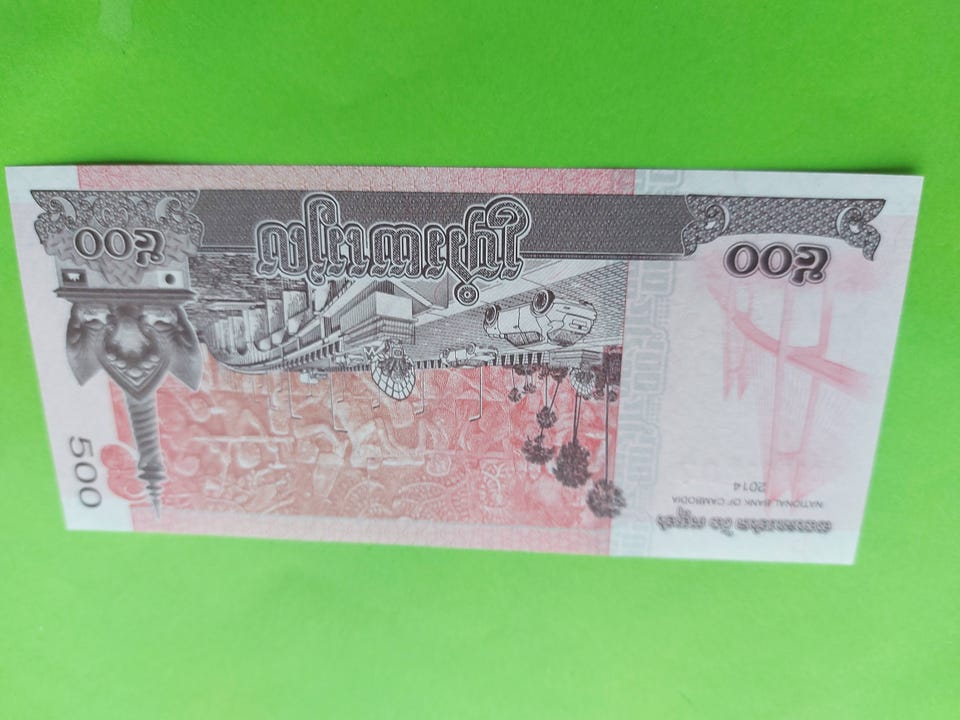 ធនាគារជាតិ នៃ កម្ពុជា
NATIONAL BANK OF CAMBODIA
2014
500
៥០០
ប្រាំរយរៀល
៥០០